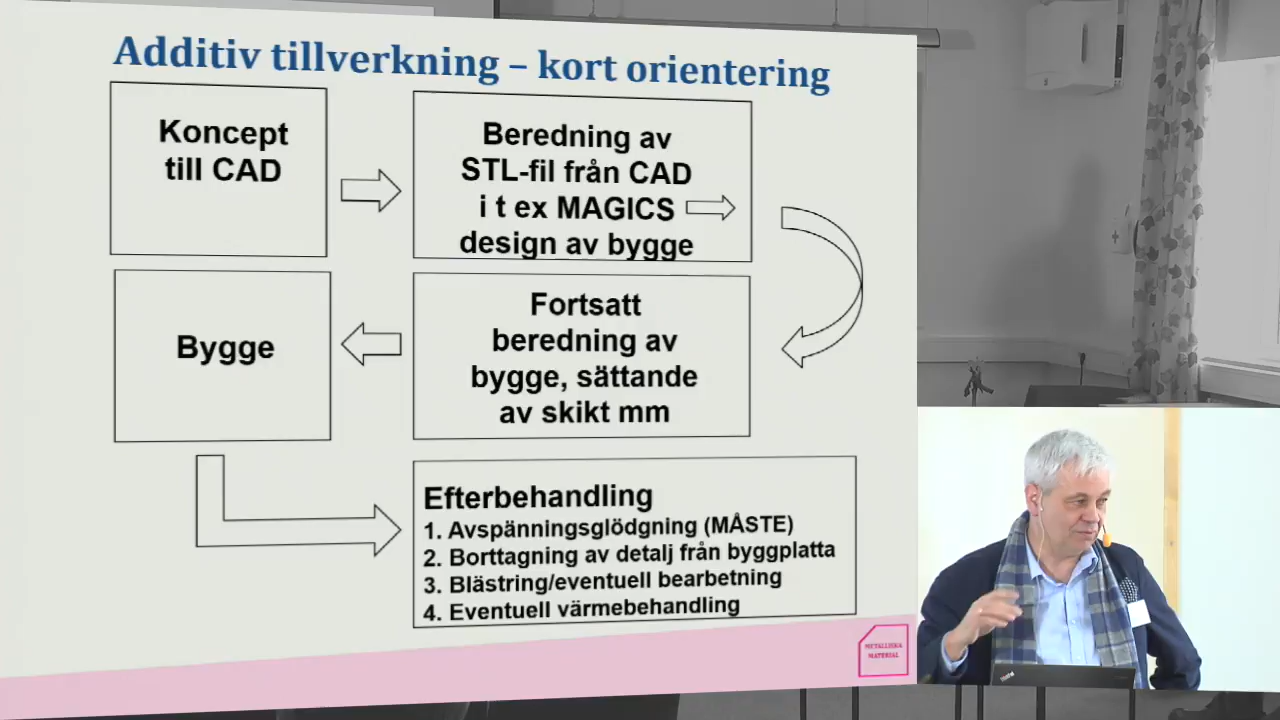 Additiv tillverkning – kort orientering
Koncept
till CAD
Beredning av
STL-fil från CAD
i t ex MAGICS
design av bygge
Bygge
Fortsatt
beredning av
bygge, sättande
av skikt mm
Efterbehandling
1. Avspänningsglödgning (MÅSTE)
2. Borttagning av detalj från byggplatta
3. Blästring/eventuell bearbetning
4. Eventuell värmebehandling
METALLISKA
MATERIAL